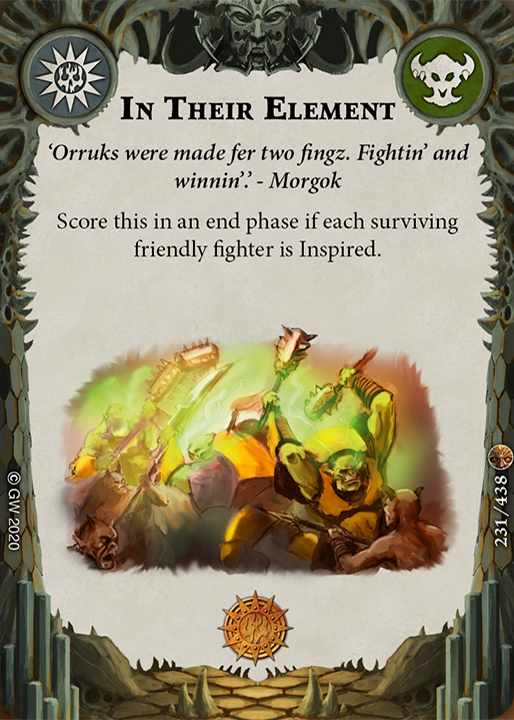 IN THEIR ELEMENT
‘Orruks were made fer two fingz. Fightin’ and
winnin’.’ - Morgok
Score this in an end phase if each surviving
friendly fighter is Inspired.
© GW 2020
231/438